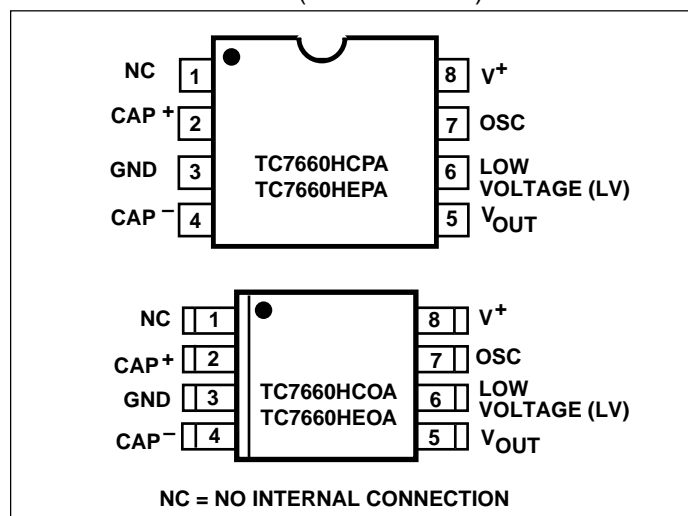 NC 1 8 V+
CAP + 2 7 OSC
GND 3 6 LOW VOLTAGE (LV)
CAP – 4 5 VOUT
TC7660HCPA
TC7660HEPA
NC 1 8 V+
CAP+ 2 7 OSC
GND 3 6 LOW VOLTAGE (LV)
CAP– 4 5 VOUT
TC7660HCOA
TC7660HEOA
NC = NO INTERNAL CONNECTION